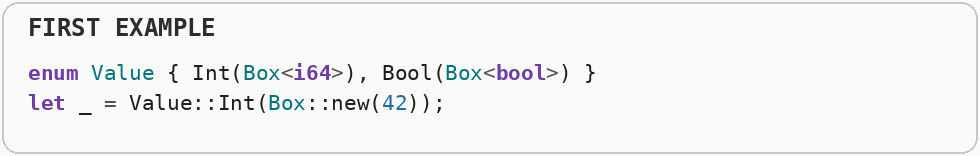 FIRST EXAMPLE
enum Value { Int(Box<i64>), Bool(Box<bool>) }
let _ = Value::Int(Box::new(42));